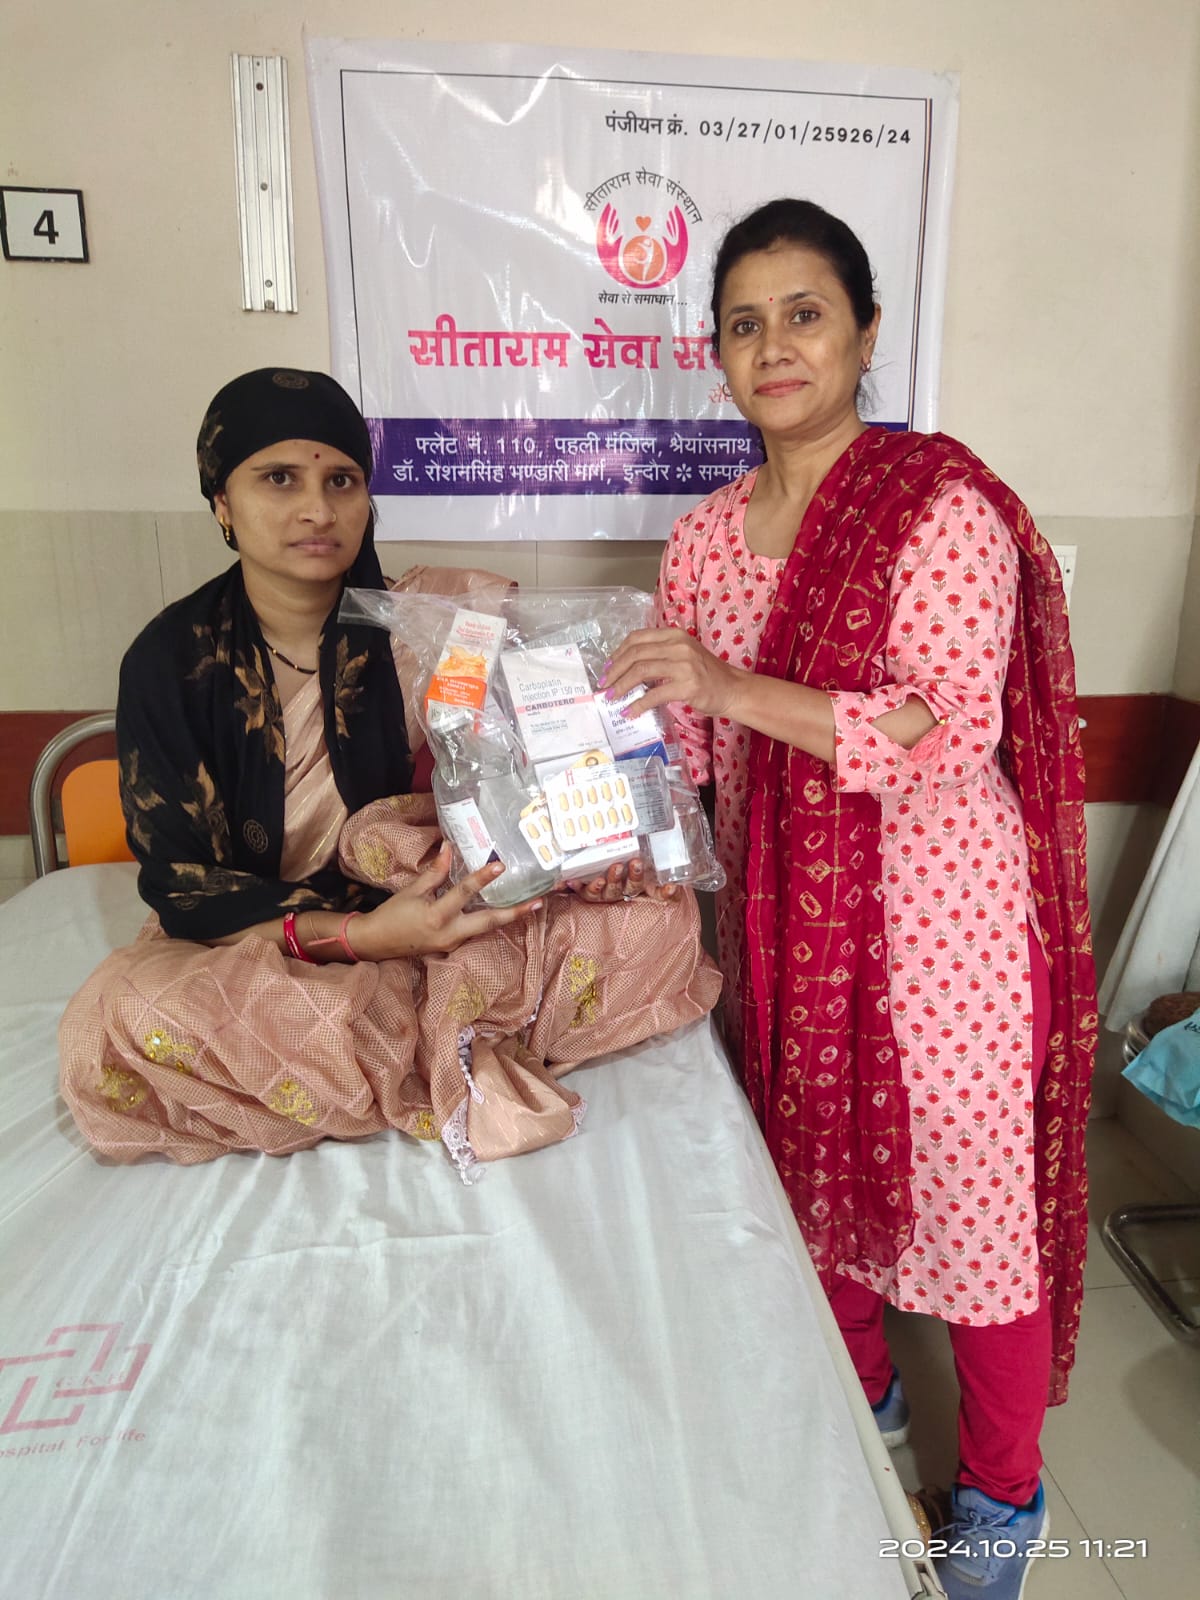 पंजीयन क्रं. 03/27/01/25926/24
सीताराम सेवा संस्थान
सेवा से समाधान ...
सीताराम सेवा
फ्लेट नं. 110, पहली मंजिल, श्रेयांसनाथ
डॉ. रोशनसिंह भण्डारी मार्ग, इन्दौर ✻ सम्पर्क
4
Carboplatin
Injection IP 150 mg
CARBOTERO
Hospital For life
2024.10.25 11:21